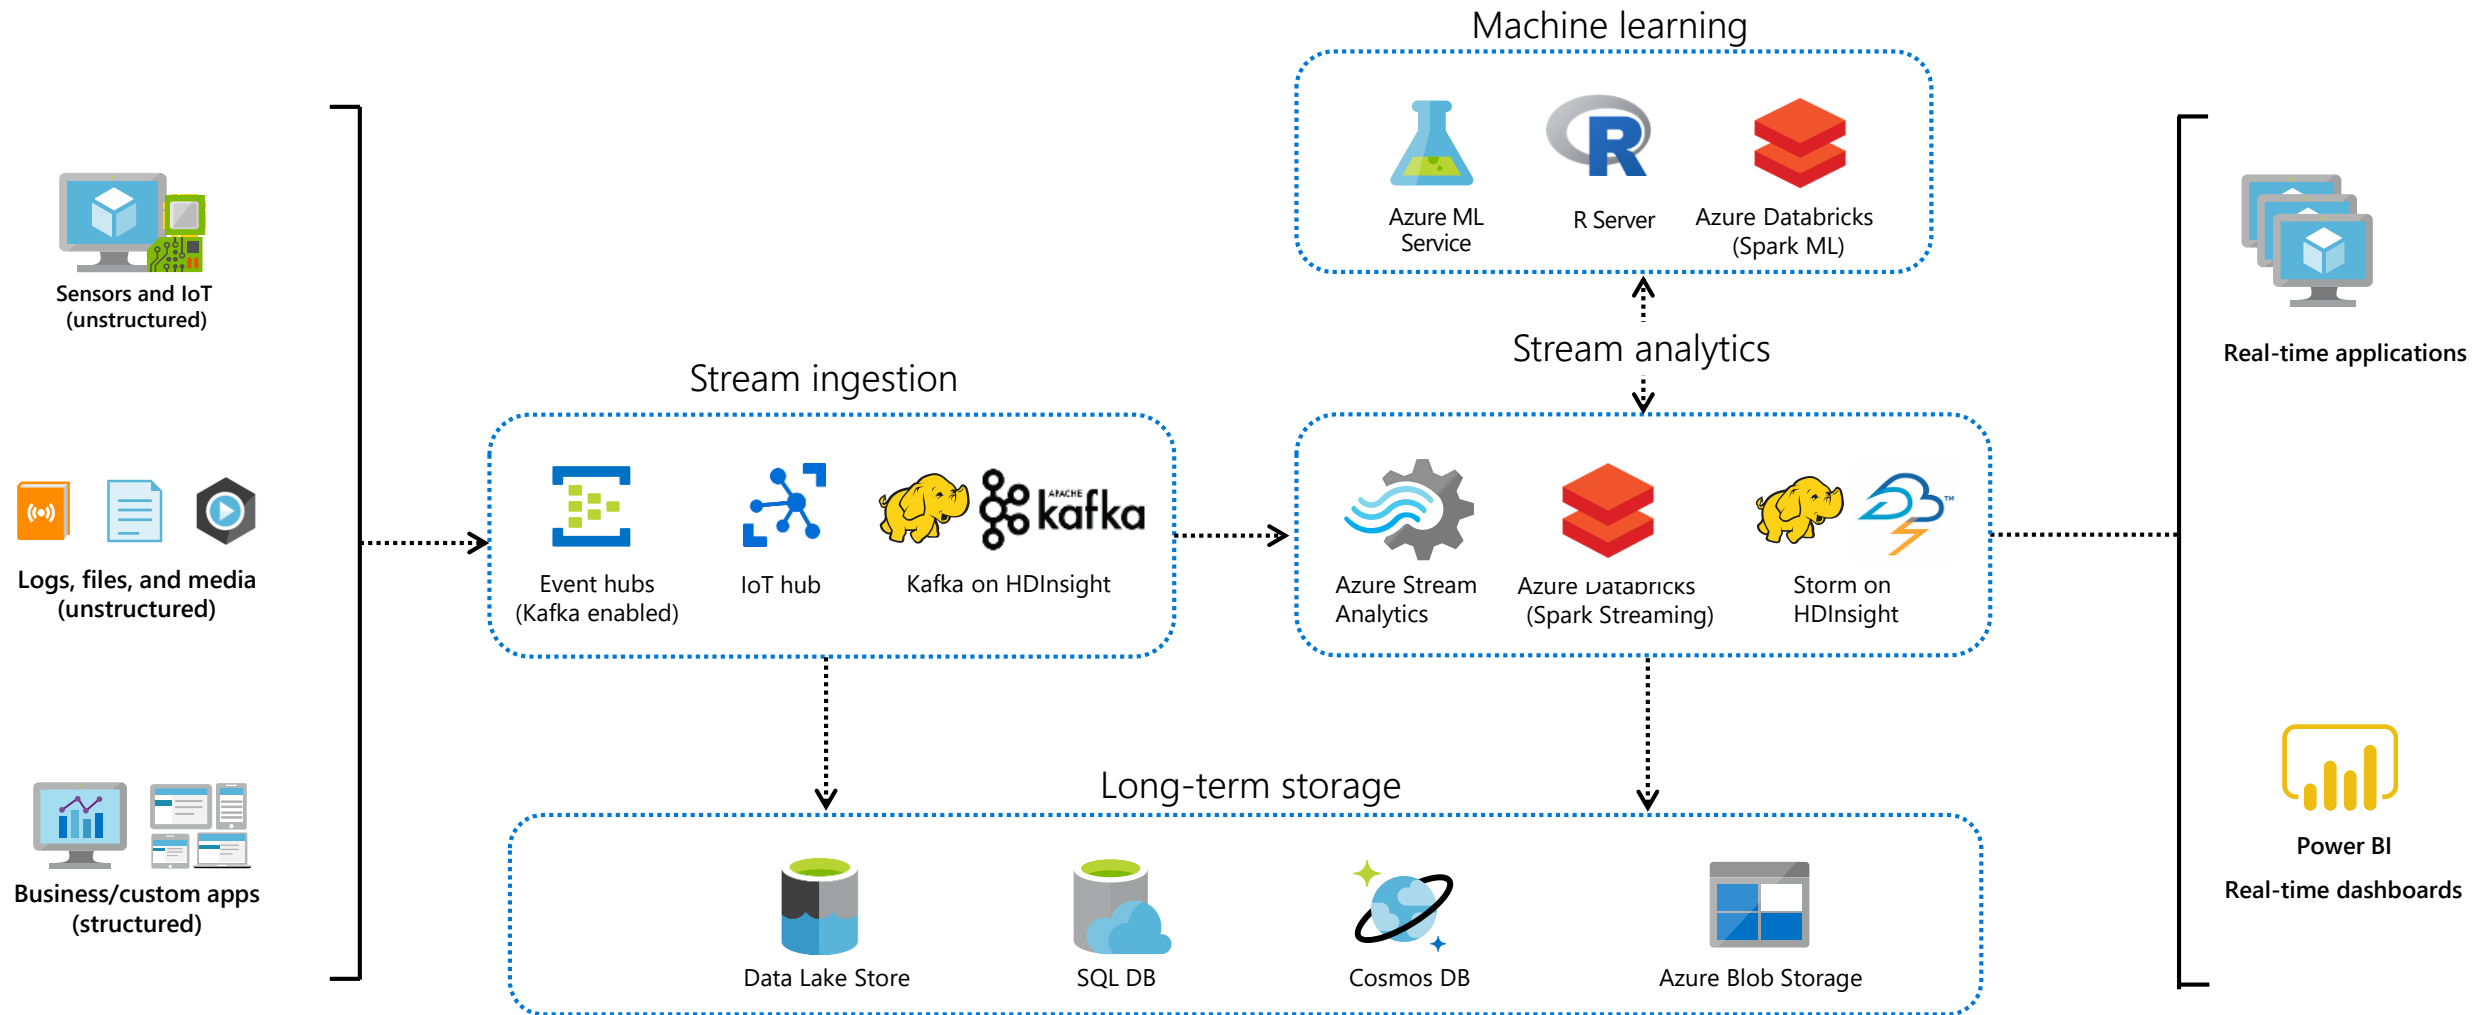 Machine learning
Azure ML
Service
R Server
Azure Databricks
(Spark ML)
Sensors and IoT
(unstructured)
Stream analytics
Real-time applications
Stream ingestion
APACHE
kafka
TM
Logs, files, and media
(unstructured)
Event hubs
(Kafka enabled)
IoT hub
Kafka on HDInsight
Azure Stream
Analytics
Azure Databricks
(Spark Streaming)
Storm on
HDInsight
Long-term storage
Business/custom apps
(structured)
Power BI
Real-time dashboards
Data Lake Store
SQL DB
Cosmos DB
Azure Blob Storage